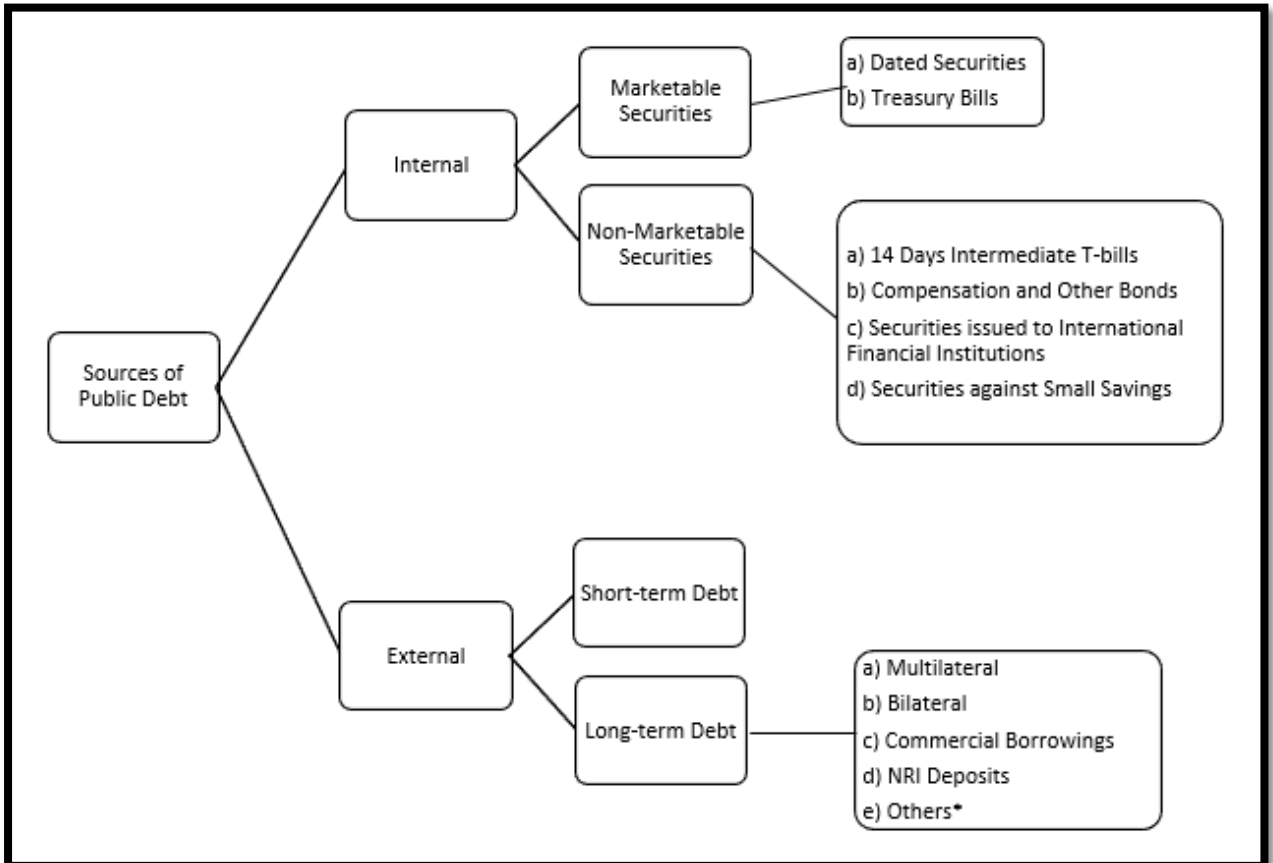 Sources of
Public Debt
Internal
Marketable
Securities
a) Dated Securities
b) Treasury Bills
Non-Marketable
Securities
a) 14 Days Intermediate T-bills
b) Compensation and Other Bonds
c) Securities issued to International
Financial Institutions
d) Securities against Small Savings
External
Short-term Debt
Long-term Debt
a) Multilateral
b) Bilateral
c) Commercial Borrowings
d) NRI Deposits
e) Others*